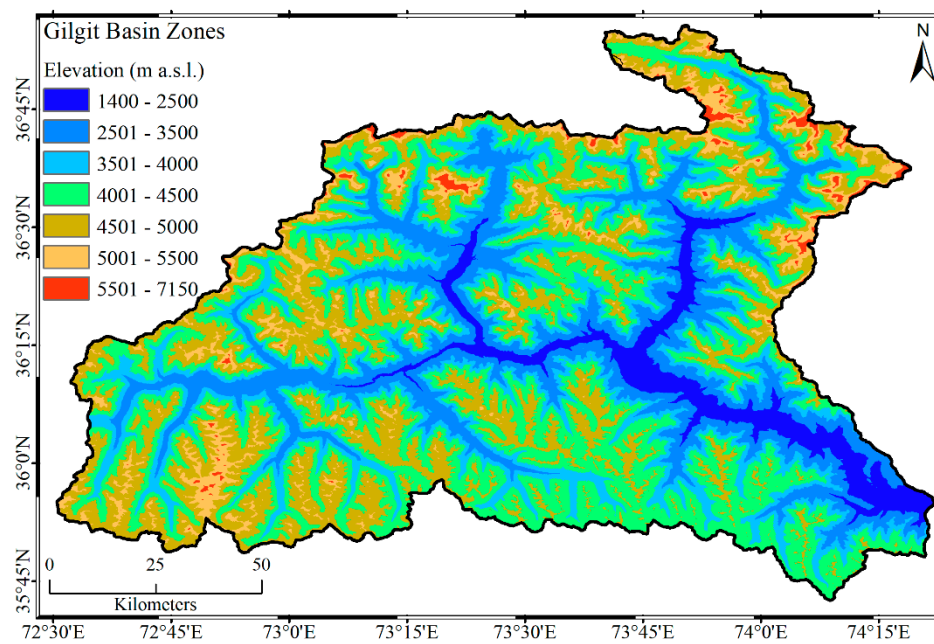 Gilgit Basin Zones
N
Elevation (m a.s.l.)
1400 - 2500
2501 - 3500
3501 - 4000
4001 - 4500
4501 - 5000
5001 - 5500
5501 - 7150
36°45'N
36°30'N
36°15'N
36°0'N
35°45'N
0 25 50
Kilometers
72°30'E 72°45'E 73°0'E 73°15'E 73°30'E 73°45'E 74°0'E 74°15'E